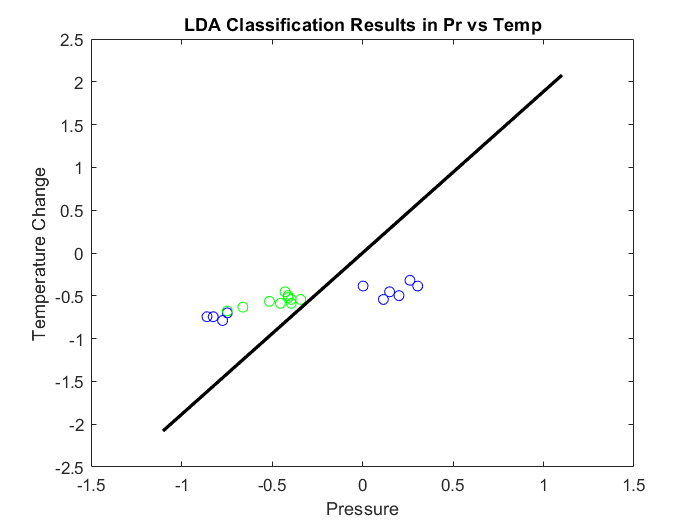 LDA Classification Results in Pr vs Temp
2.5
2
1.5
1
0.5
0
-0.5
-1
-1.5
-2
-2.5
Temperature Change
-1.5 -1 -0.5 0 0.5 1 1.5
Pressure